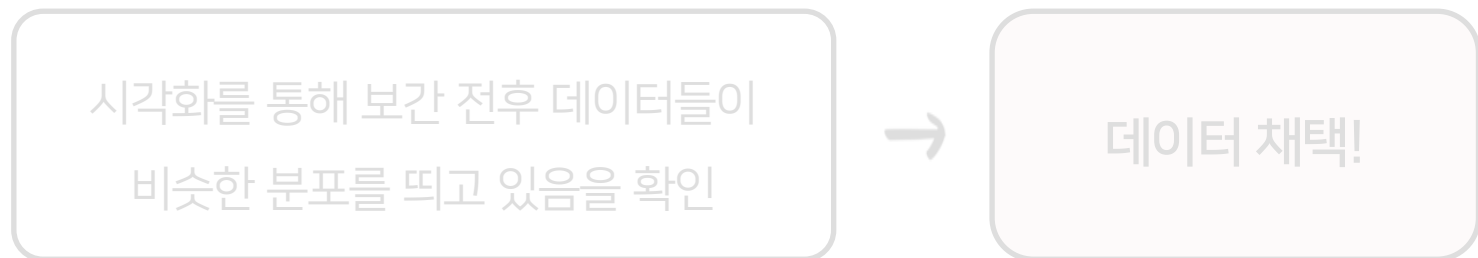 시각화를 통해 보간 전후 데이터들이
비슷한 분포를 띄고 있음을 확인
→
데이터 채택!